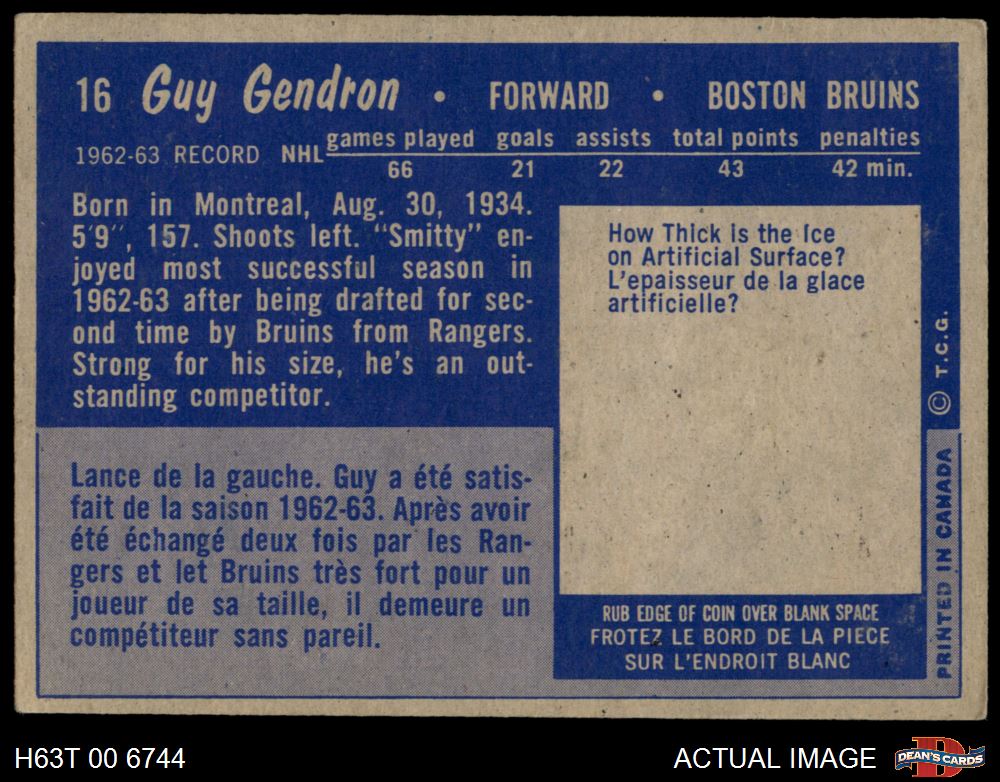 16 Guy Gendron • FORWARD • BOSTON BRUINS
1962-63 RECORD NHL games played goals assists total points penalties
66 21 22 43 42 min.
Born in Montreal, Aug. 30, 1934.
5'9", 157. Shoots left. "Smitty" en-
joyed most successful season in
1962-63 after being drafted for sec-
ond time by Bruins from Rangers.
Strong for his size, he's an out-
standing competitor.
Lance de la gauche. Guy a été satis-
fait de la saison 1962-63. Après avoir
été échangé deux fois par les Ran-
gers et let Bruins très fort pour un
joueur de sa taille, il demeure un
compétiteur sans pareil.
How Thick is the Ice
on Artificial Surface?
L'epaisseur de la glace
artificielle?
RUB EDGE OF COIN OVER BLANK SPACE
FROTEZ LE BORD DE LA PIECE
SUR L'ENDROIT BLANC
© T.C.G.
PRINTED IN CANADA
H63T 00 6744
ACTUAL IMAGE
D
DEAN'S CARDS